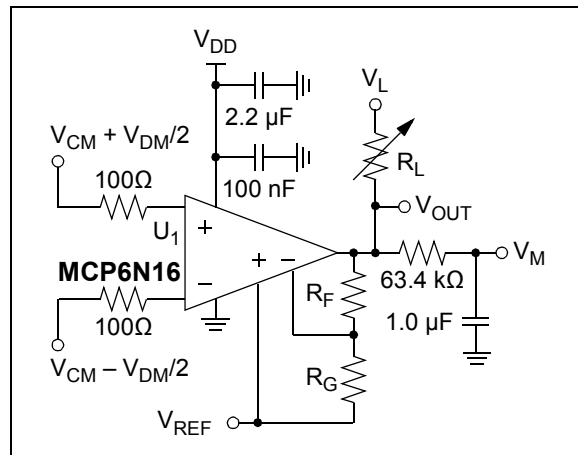 V_DD
V_L
2.2 µF
V_CM + V_DM/2
100 nF
R_L
100Ω
V_OUT
U_1
+
V_M
MCP6N16
+ −
63.4 kΩ
−
R_F
100Ω
1.0 µF
V_CM – V_DM/2
R_G
V_REF